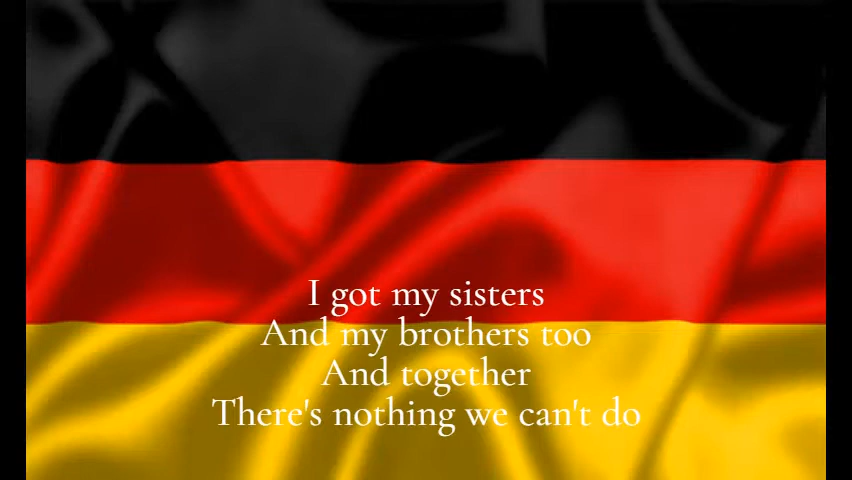 I got my sisters
And my brothers too
And together
There's nothing we can't do